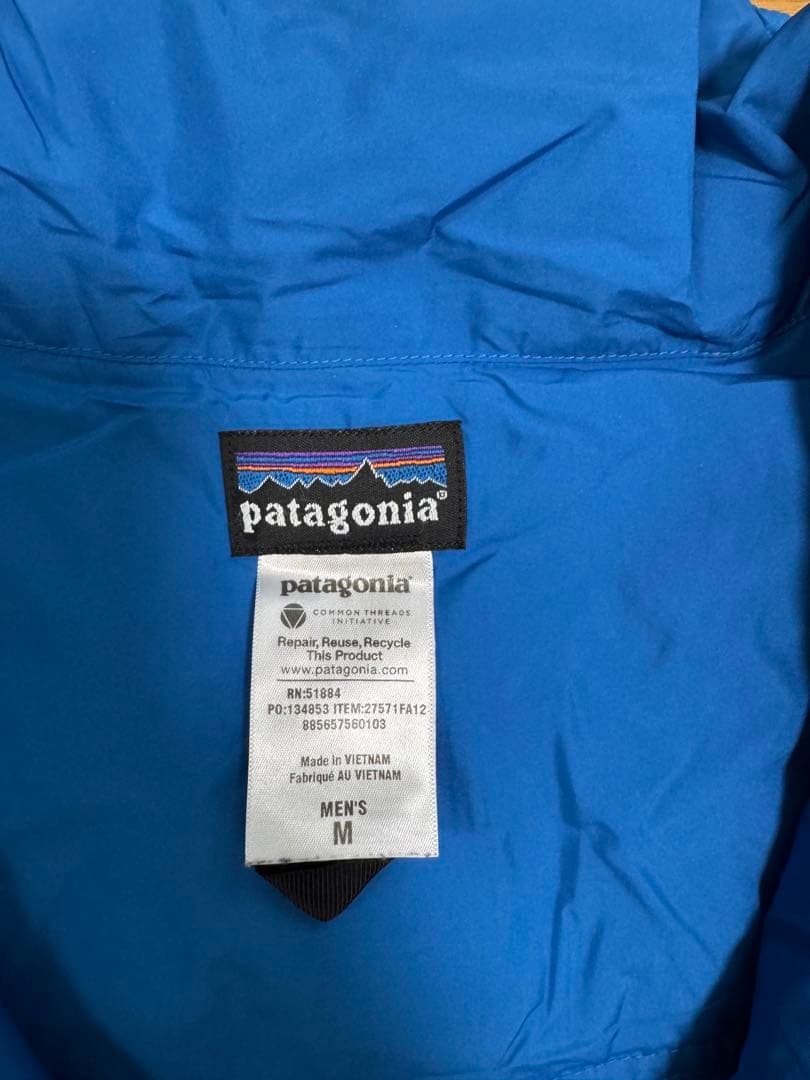 patagonia®
patagonia®
COMMON THREADS
INITIATIVE
Repair, Reuse, Recycle
This Product
www.patagonia.com
RN:51884
PO:134853 ITEM:27571FA12
885657560103
Made in VIETNAM
Fabriqué AU VIETNAM
MEN'S
M